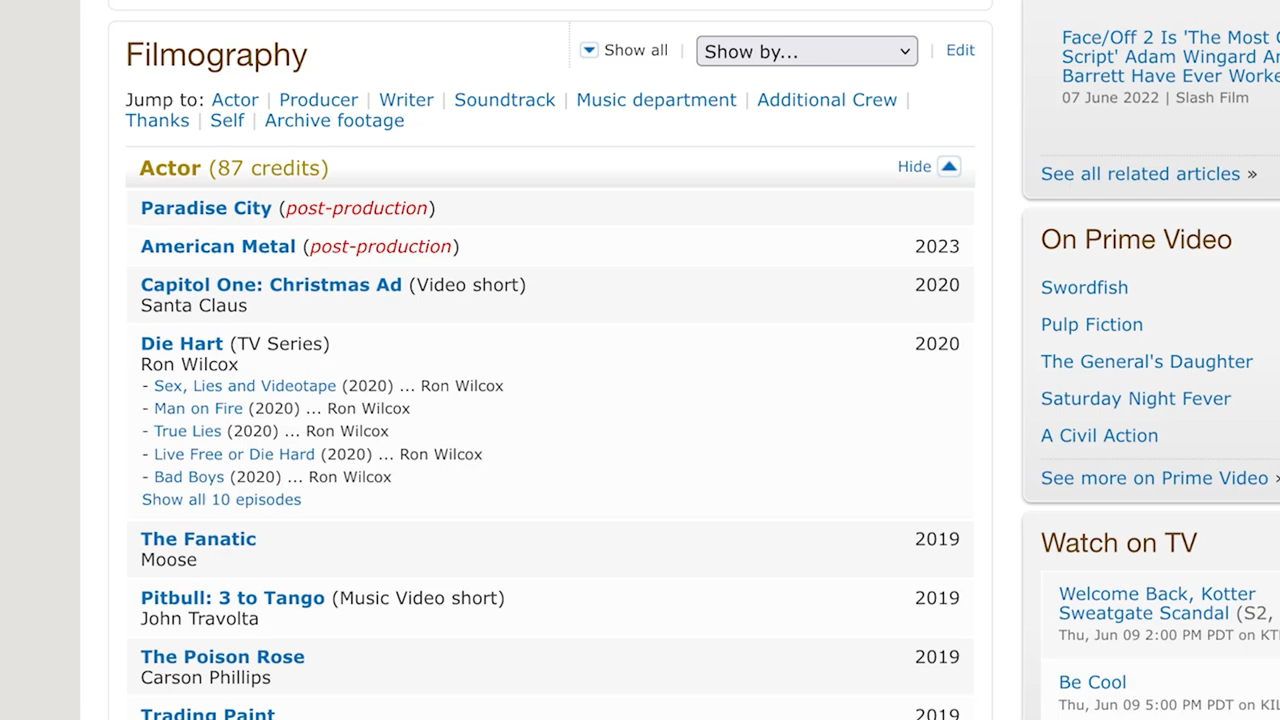 Filmography
Show all | Show by... | Edit
Jump to: Actor | Producer | Writer | Soundtrack | Music department | Additional Crew |
Thanks | Self | Archive footage
Actor (87 credits)
Hide
Paradise City (post-production)
American Metal (post-production)
2023
Capitol One: Christmas Ad (Video short)
2020
Santa Claus
Die Hart (TV Series)
2020
Ron Wilcox
- Sex, Lies and Videotape (2020) ... Ron Wilcox
- Man on Fire (2020) ... Ron Wilcox
- True Lies (2020) ... Ron Wilcox
- Live Free or Die Hard (2020) ... Ron Wilcox
- Bad Boys (2020) ... Ron Wilcox
Show all 10 episodes
The Fanatic
2019
Moose
Pitbull: 3 to Tango (Music Video short)
2019
John Travolta
The Poison Rose
2019
Carson Phillips
Trading Paint
2019
Face/Off 2 Is 'The Most
Script' Adam Wingard
Barrett Have Ever
07 June 2022 | Slash Film
See all related articles »
On Prime Video
Swordfish
Pulp Fiction
The General's Daughter
Saturday Night Fever
A Civil Action
See more on Prime Video »
Watch on TV
Welcome Back, Kotter
Sweatgate Scandal (S2,
Thu, Jun 09 2:00 PM PDT on
Be Cool
Thu, Jun 09 5:00 PM PDT on